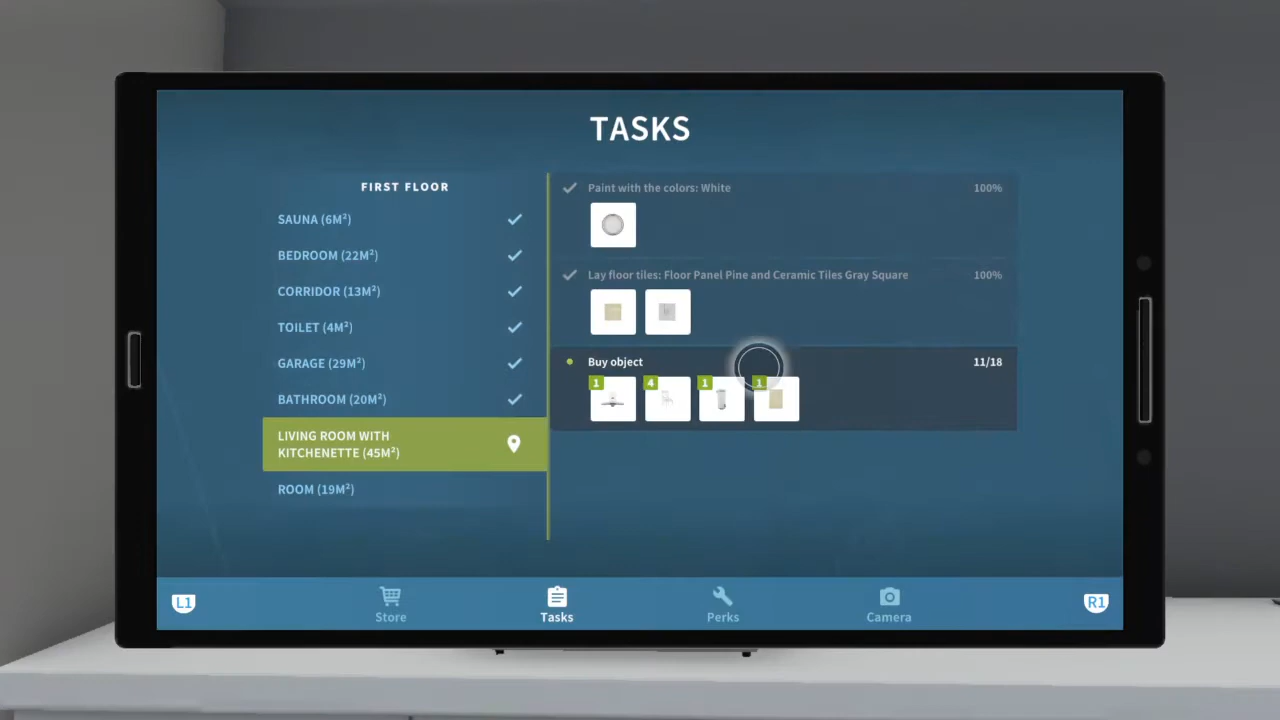 TASKS
FIRST FLOOR
SAUNA (6M²)
BEDROOM (22M²)
CORRIDOR (13M²)
TOILET (4M²)
GARAGE (29M²)
BATHROOM (20M²)
LIVING ROOM WITH
KITCHENETTE (45M²)
ROOM (19M²)
Paint with the colors: White 100%
Lay floor tiles: Floor Panel Pine and Ceramic Tiles Gray Square 100%
Buy object 11/18
1 4 1 1
L1 Store Tasks Perks Camera R1